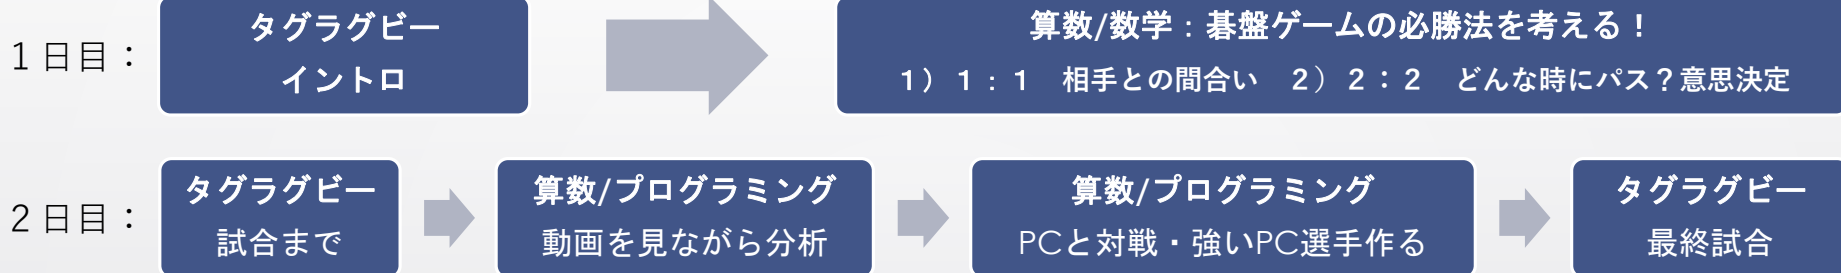 1日目：
タグラグビー
イントロ
算数/数学：碁盤ゲームの必勝法を考える！
1）1：1　相手との間合い　2）2：2　どんな時にパス？意思決定
2日目：
タグラグビー
試合まで
算数/プログラミング
動画を見ながら分析
算数/プログラミング
PCと対戦・強いPC選手作る
タグラグビー
最終試合